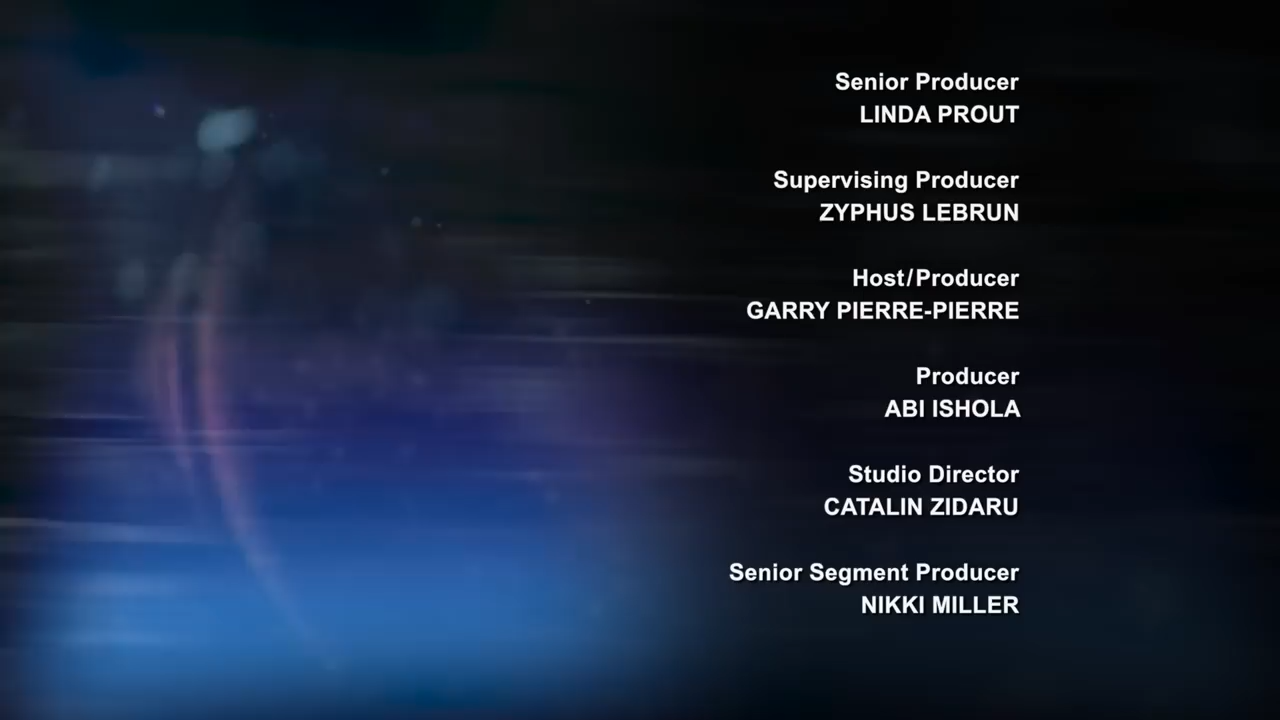 Senior Producer
LINDA PROUT
Supervising Producer
ZYPHUS LEBRUN
Host/Producer
GARRY PIERRE-PIERRE
Producer
ABI ISHOLA
Studio Director
CATALIN ZIDARU
Senior Segment Producer
NIKKI MILLER